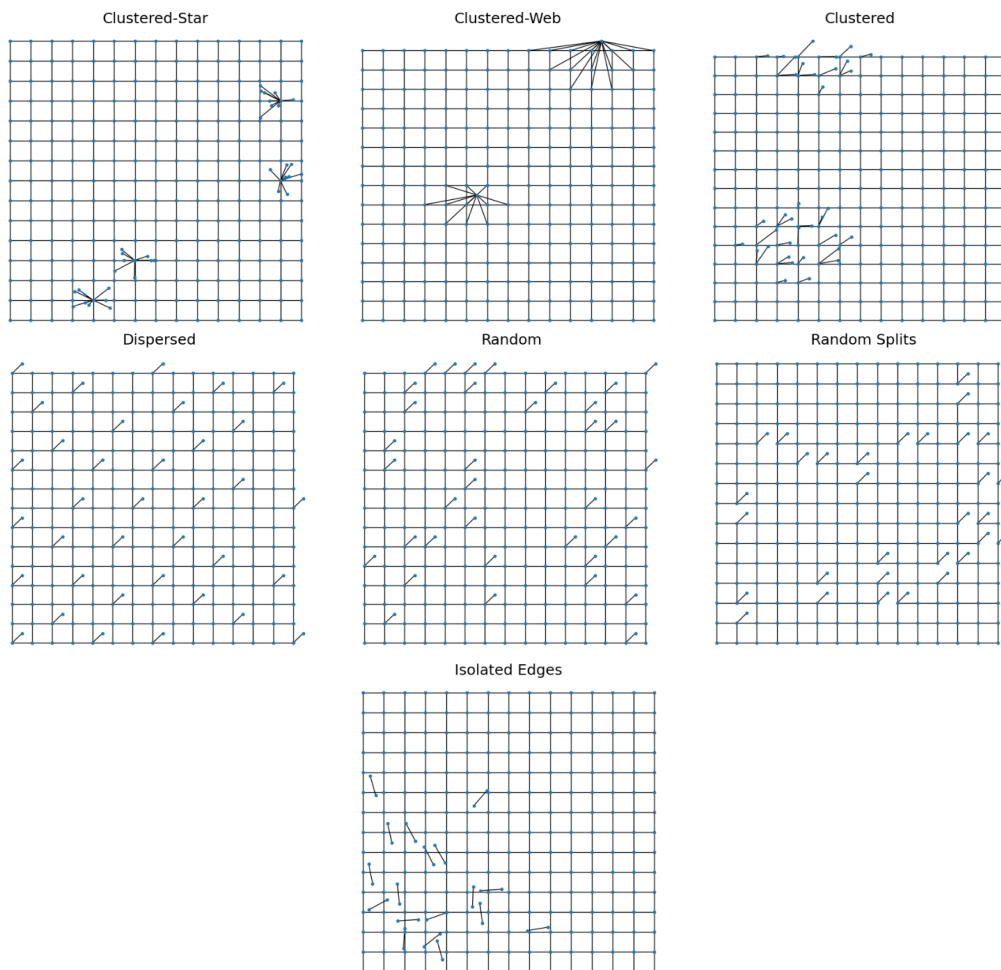 Clustered-Star
Clustered-Web
Clustered
Dispersed
Random
Random Splits
Isolated Edges